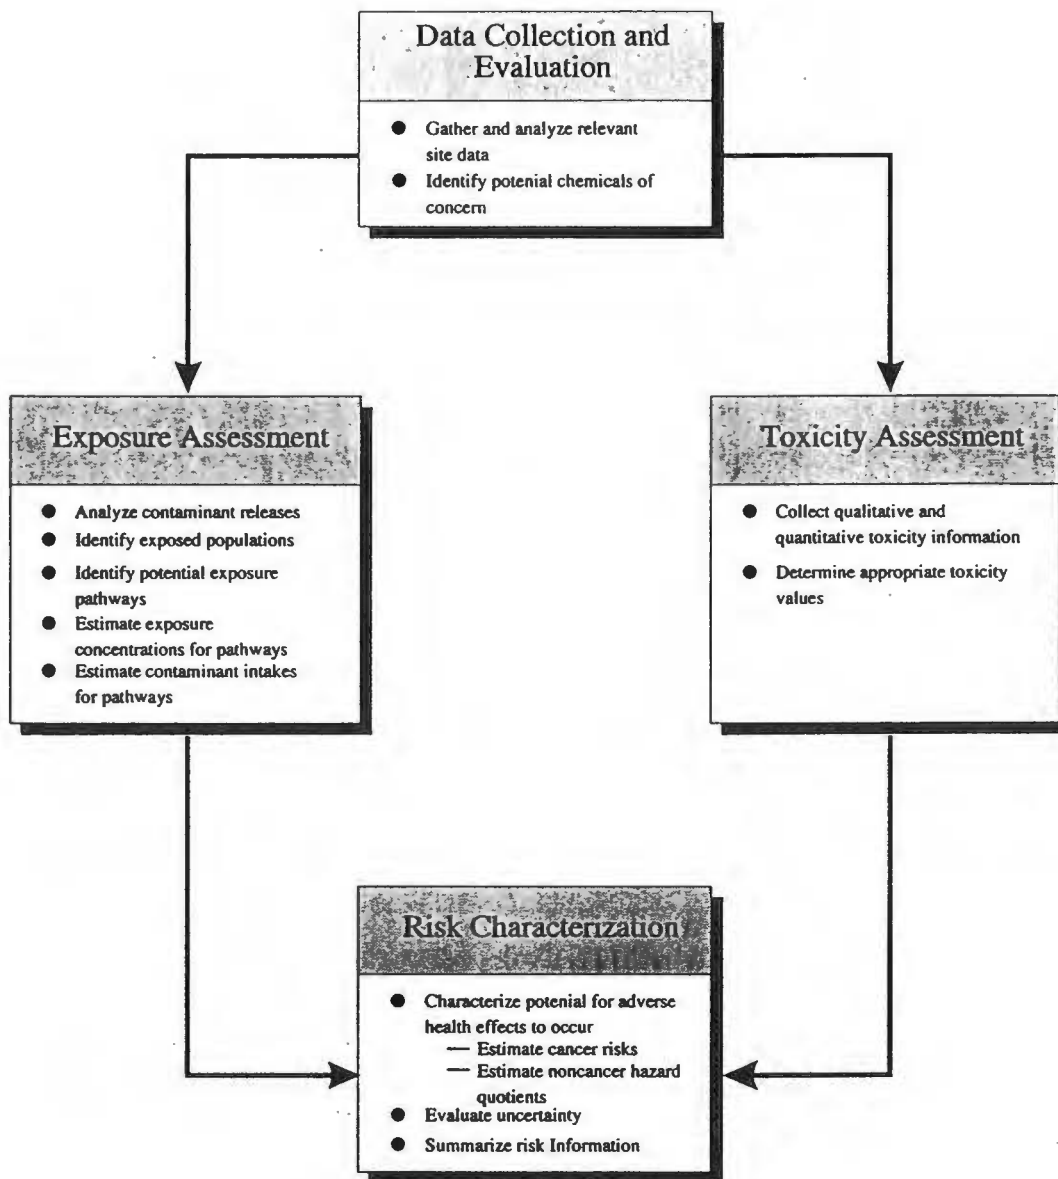 Data Collection and
Evaluation
● Gather and analyze relevant
site data
● Identify potenial chemicals of
concern
Exposure Assessment
● Analyze contaminant releases
● Identify exposed populations
● Identify potential exposure
pathways
● Estimate exposure
concentrations for pathways
● Estimate contaminant intakes
for pathways
Toxicity Assessment
● Collect qualitative and
quantitative toxicity information
● Determine appropriate toxicity
values
Risk Characterization
● Characterize potential for adverse
health effects to occur
— Estimate cancer risks
— Estimate noncancer hazard
quotients
● Evaluate uncertainty
● Summarize risk Information